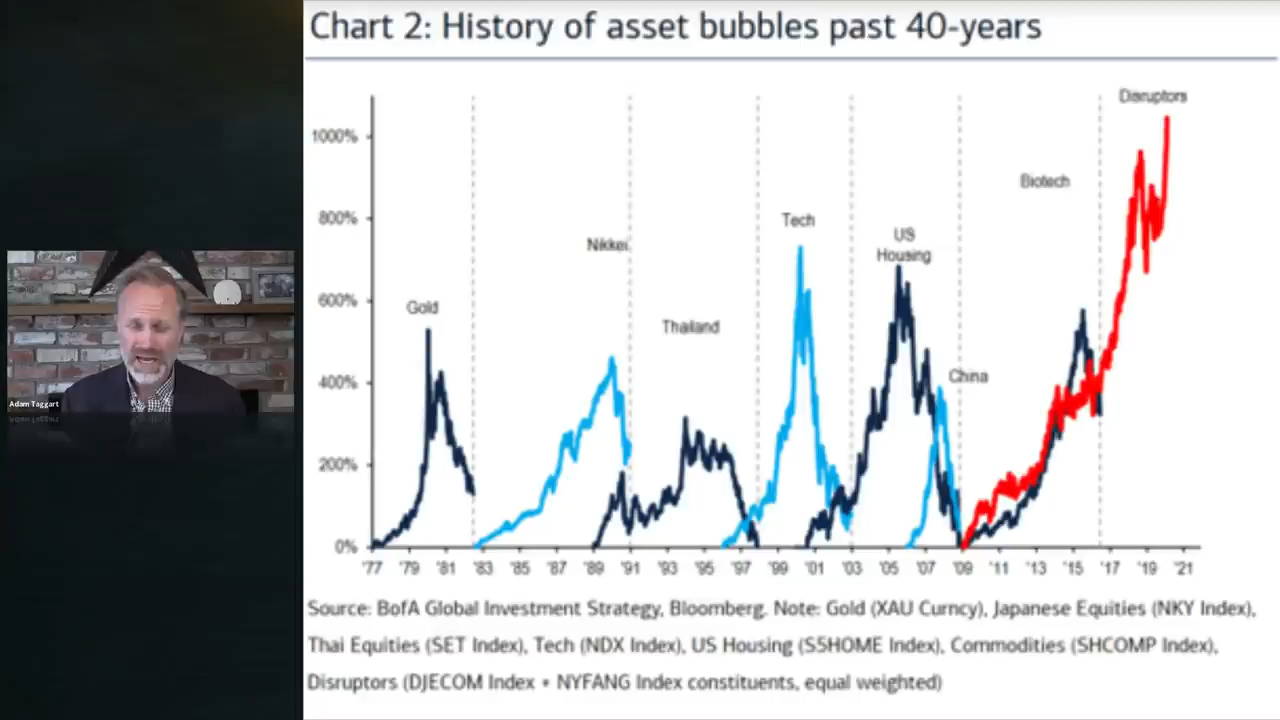 Chart 2: History of asset bubbles past 40-years
Disruptors
1000%
Biotech
800%
Tech
US
Housing
Nikkei
600%
Gold
Thailand
400%
China
200%
0%
'77 '79 '81 '83 '85 '87 '89 '91 '93 '95 '97 '99 '01 '03 '05 '07 '09 '11 '13 '15 '17 '19 '21
Adam Taggart
Source: BofA Global Investment Strategy, Bloomberg. Note: Gold (XAU Curncy), Japanese Equities (NKY Index),
Thai Equities (SET Index), Tech (NDX Index), US Housing (S5HOME Index), Commodities (SHCOMP Index),
Disruptors (DJECOM Index + NYFANG Index constituents, equal weighted)